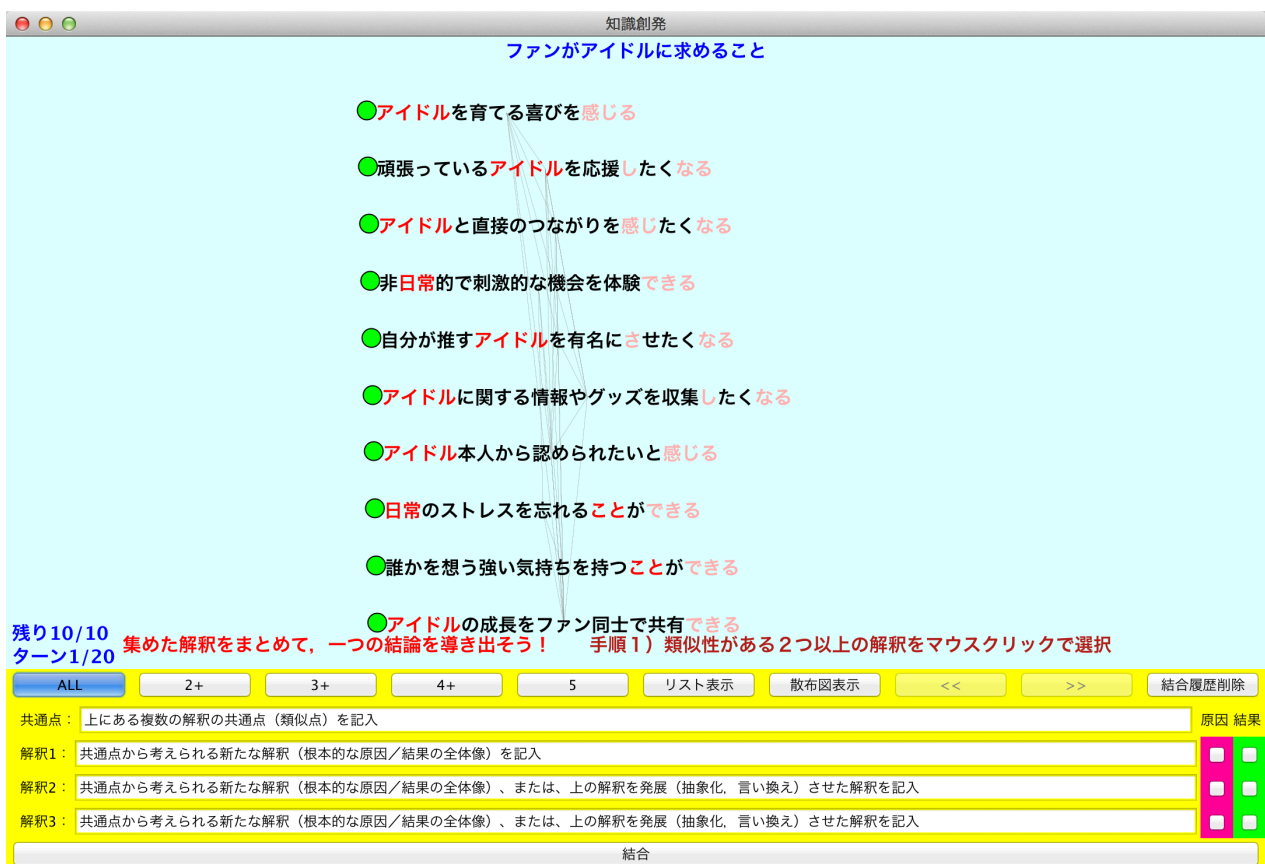 知識創発
ファンがアイドルに求めること
アイドルを育てる喜びを感じる
頑張っているアイドルを応援したくなる
アイドルと直接のつながりを感じたくなる
非日常的で刺激的な機会を体験できる
自分が推すアイドルを有名にさせたくなる
アイドルに関する情報やグッズを収集したくなる
アイドル本人から認められたいと感じる
日常のストレスを忘れることができる
誰かを想う強い気持ちを持つことができる
アイドルの成長をファン同士で共有できる
残り10/10
ターン1/20
集めた解釈をまとめて，一つの結論を導き出そう！ 手順１）類似性がある２つ以上の解釈をマウスクリックで選択
ALL 2+ 3+ 4+ 5 リスト表示 散布図表示 << >> 結合履歴削除
共通点： 上にある複数の解釈の共通点（類似点）を記入 原因 結果
解釈1： 共通点から考えられる新たな解釈（根本的な原因／結果の全体像）を記入
解釈2： 共通点から考えられる新たな解釈（根本的な原因／結果の全体像）、または、上の解釈を発展（抽象化，言い換え）させた解釈を記入
解釈3： 共通点から考えられる新たな解釈（根本的な原因／結果の全体像）、または、上の解釈を発展（抽象化，言い換え）させた解釈を記入
結合